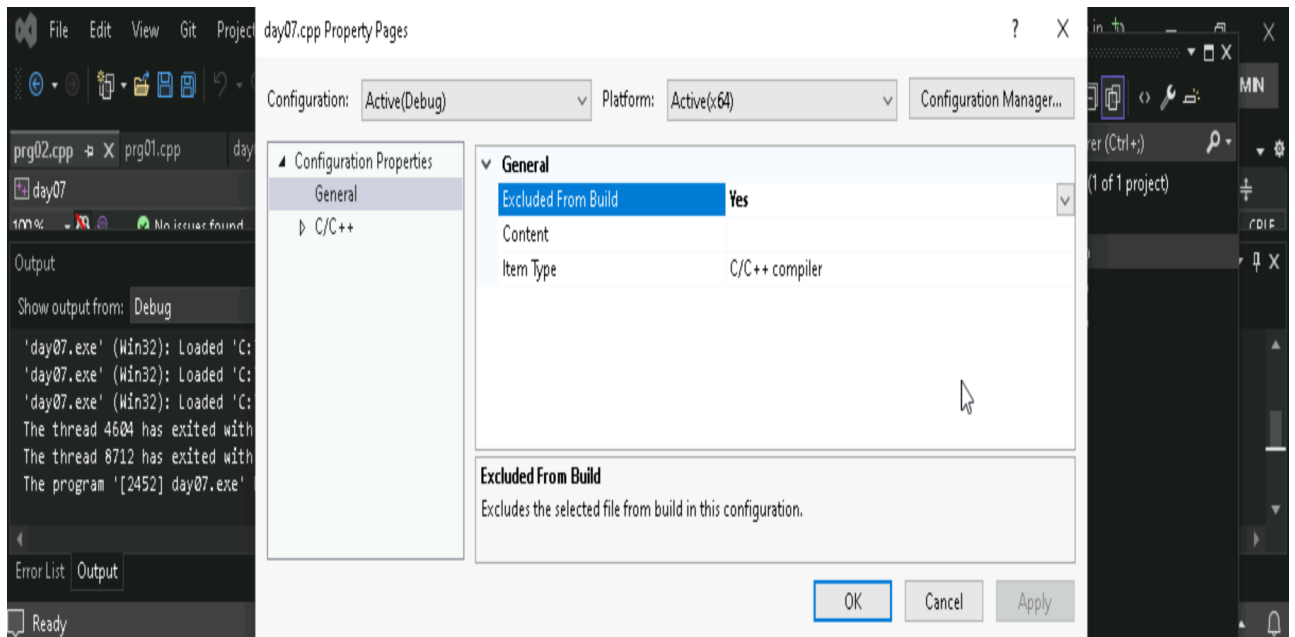 File Edit View Git Project
day07.cpp Property Pages
? X
Configuration: Active(Debug)
Platform: Active(x64)
Configuration Manager...
prg02.cpp prg01.cpp day
day07
100 % No issues found
Output
Show output from: Debug
'day07.exe' (Win32): Loaded 'C:
'day07.exe' (Win32): Loaded 'C:
'day07.exe' (Win32): Loaded 'C:
The thread 4604 has exited with
The thread 8712 has exited with
The program '[2452] day07.exe'
Error List Output
Ready
Configuration Properties
General
C/C++
General
Excluded From Build Yes
Content
Item Type C/C++ compiler
Excluded From Build
Excludes the selected file from build in this configuration.
OK Cancel Apply
in
MN
rer (Ctrl+;)
(1 of 1 project)
CRLF